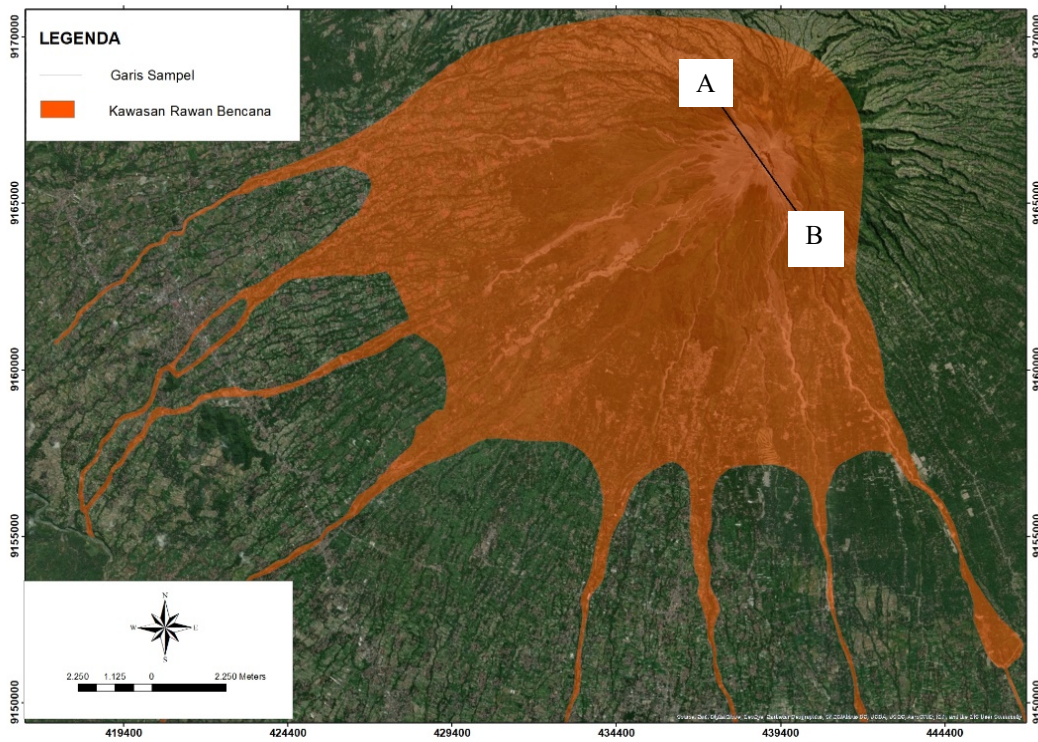 LEGENDA
Garis Sampel
Kawasan Rawan Bencana
A
B
9170000
9170000
9165000
9165000
9160000
9160000
9155000
9155000
9150000
9150000
N
W
E
S
2.250 1.125 0 2.250 Meters
419400 424400 429400 434400 439400 444400